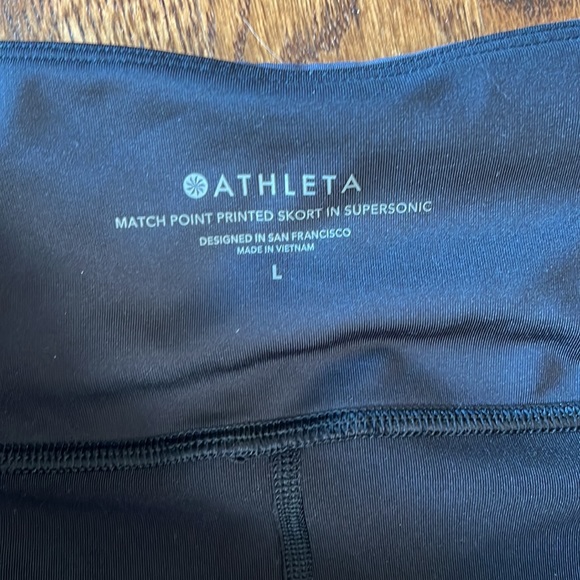 ATHLETA
MATCH POINT PRINTED SKORT IN SUPERSONIC
DESIGNED IN SAN FRANCISCO
MADE IN VIETNAM
L